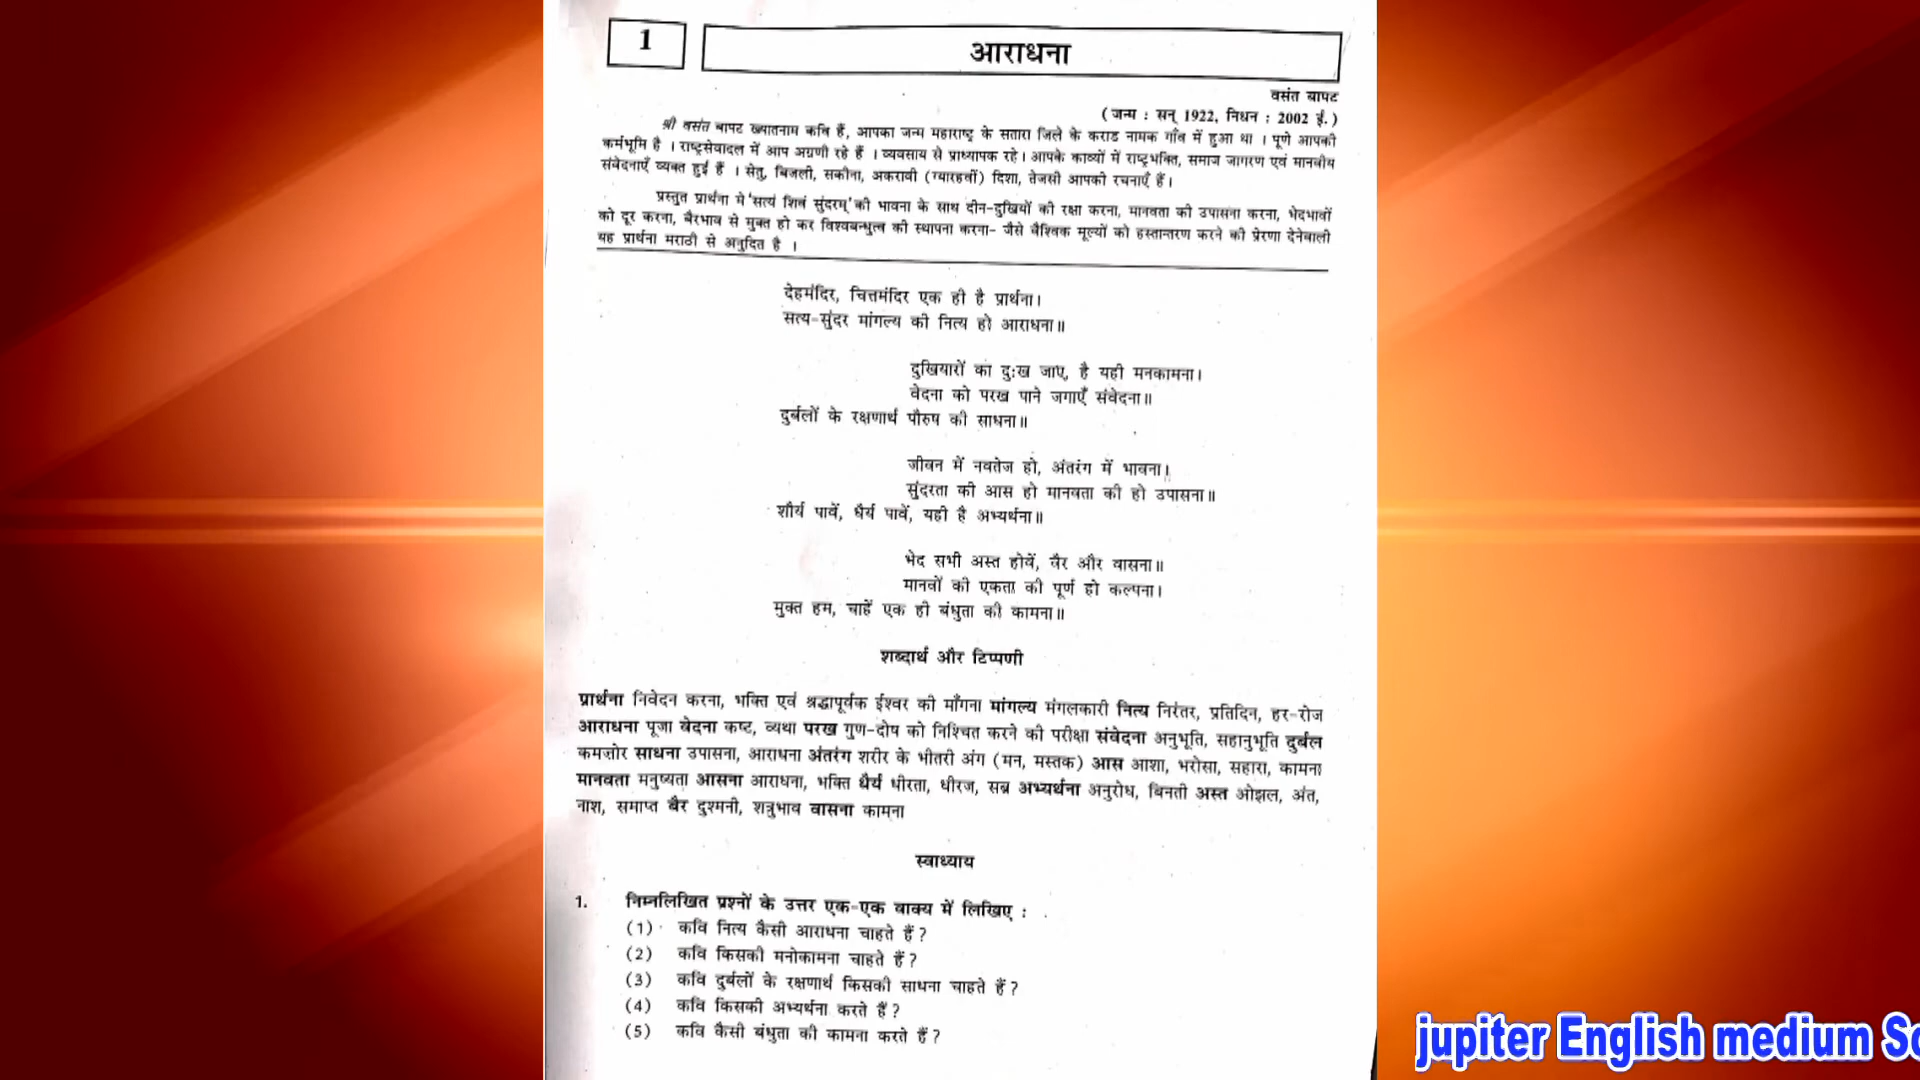 1
आराधना
वसंत बापट
( जन्म : सन् 1922, निधन : 2002 ई. )
श्री वसंत बापट ख्यातनाम कवि हैं, आपका जन्म महाराष्ट्र के सतारा जिले के कराड नामक गाँव में हुआ था । पूणे आपकी
कर्मभूमि है । राष्ट्रसेवादल में आप अग्रणी रहे हैं । व्यवसाय से प्राध्यापक रहे। आपके काव्यों में राष्ट्रभक्ति, समाज जागरण एवं मानवीय
संवेदनाएँ व्यक्त हुई हैं । सेतु, बिजली, सकीना, अकरावी (ग्यारहवीं) दिशा, तेजसी आपकी रचनाएँ हैं।
प्रस्तुत प्रार्थना में 'सत्यं शिवं सुंदरम्' की भावना के साथ दीन-दुखियों की रक्षा करना, मानवता की उपासना करना, भेदभावों
को दूर करना, बैरभाव से मुक्त हो कर विश्वबन्धुत्व की स्थापना करना- जैसे वैश्विक मूल्यों को हस्तान्तरण करने की प्रेरणा देनेवाली
यह प्रार्थना मराठी से अनुदित है ।
देहमंदिर, चित्तमंदिर एक ही है प्रार्थना।
सत्य-सुंदर मांगल्य की नित्य हो आराधना॥
दुखियारों का दुःख जाए, है यही मनकामना।
वेदना को परख पाने जगाएँ संवेदना॥
दुर्बलों के रक्षणार्थ पौरुष की साधना॥
जीवन में नवतेज हो, अंतरंग में भावना।
सुंदरता की आस हो मानवता की हो उपासना॥
शौर्य पावें, धैर्य पावें, यही है अभ्यर्थना॥
भेद सभी अस्त होवें, वैर और वासना॥
मानवों की एकता की पूर्ण हो कल्पना।
मुक्त हम, चाहें एक ही बंधुता की कामना॥
शब्दार्थ और टिप्पणी
प्रार्थना निवेदन करना, भक्ति एवं श्रद्धापूर्वक ईश्वर की माँगना मांगल्य मंगलकारी नित्य निरंतर, प्रतिदिन, हर-रोज
आराधना पूजा वेदना कष्ट, व्यथा परख गुण-दोष को निश्चित करने की परीक्षा संवेदना अनुभूति, सहानुभूति दुर्बल
कमज़ोर साधना उपासना, आराधना अंतरंग शरीर के भीतरी अंग (मन, मस्तक) आस आशा, भरोसा, सहारा, कामना
मानवता मनुष्यता आसना आराधना, भक्ति धैर्य धीरता, धीरज, सब्र अभ्यर्थना अनुरोध, विनती अस्त ओझल, अंत,
नाश, समाप्त बैर दुश्मनी, शत्रुभाव वासना कामना
स्वाध्याय
1. निम्नलिखित प्रश्नों के उत्तर एक-एक वाक्य में लिखिए :
(1) कवि नित्य कैसी आराधना चाहते हैं ?
(2) कवि किसकी मनोकामना चाहते हैं ?
(3) कवि दुर्बलों के रक्षणार्थ किसकी साधना चाहते हैं ?
(4) कवि किसकी अभ्यर्थना करते हैं ?
(5) कवि कैसी बंधुता की कामना करते हैं ?
jupiter English medium Sc